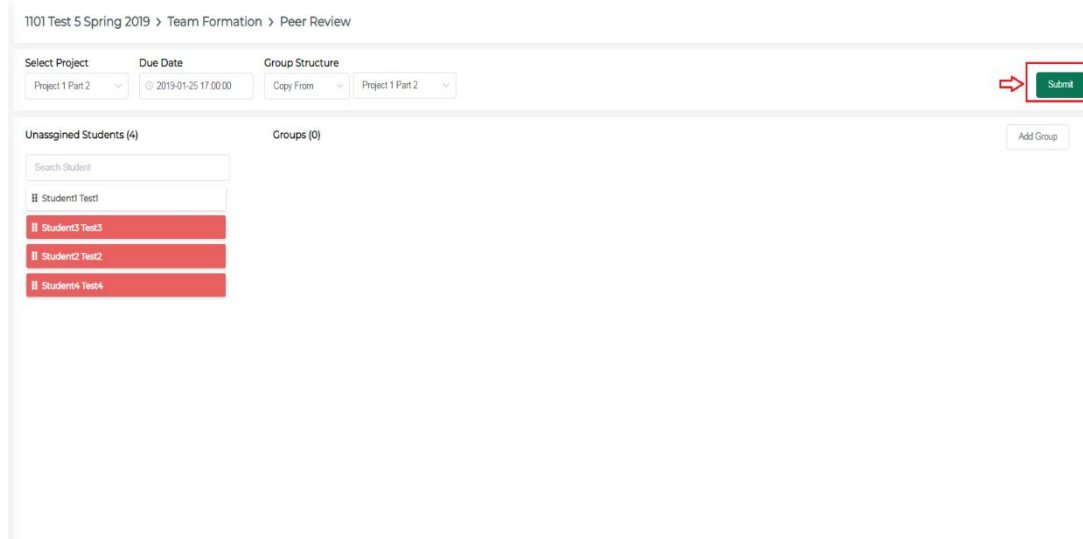 1101 Test 5 Spring 2019 > Team Formation > Peer Review
Select Project Due Date Group Structure
Project 1 Part 2 2019-01-25 17:00:00 Copy From Project 1 Part 2 Submit
Unassgined Students (4) Groups (0) Add Group
Search Student
Student1 Test1
Student3 Test3
Student2 Test2
Student4 Test4